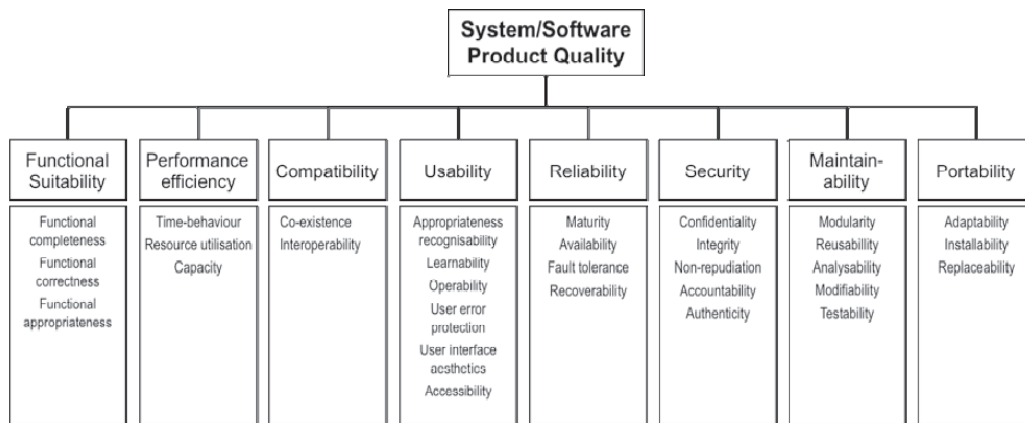 System/Software
Product Quality
Functional
Suitability
Performance
efficiency
Compatibility
Usability
Reliability
Security
Maintain-
ability
Portability
Functional
completeness
Functional
correctness
Functional
appropriateness
Time-behaviour
Resource utilisation
Capacity
Co-existence
Interoperability
Appropriateness
recognisability
Learnability
Operability
User error
protection
User interface
aesthetics
Accessibility
Maturity
Availability
Fault tolerance
Recoverability
Confidentiality
Integrity
Non-repudiation
Accountability
Authenticity
Modularity
Reusabillity
Analysability
Modifiability
Testability
Adaptability
Installability
Replaceability